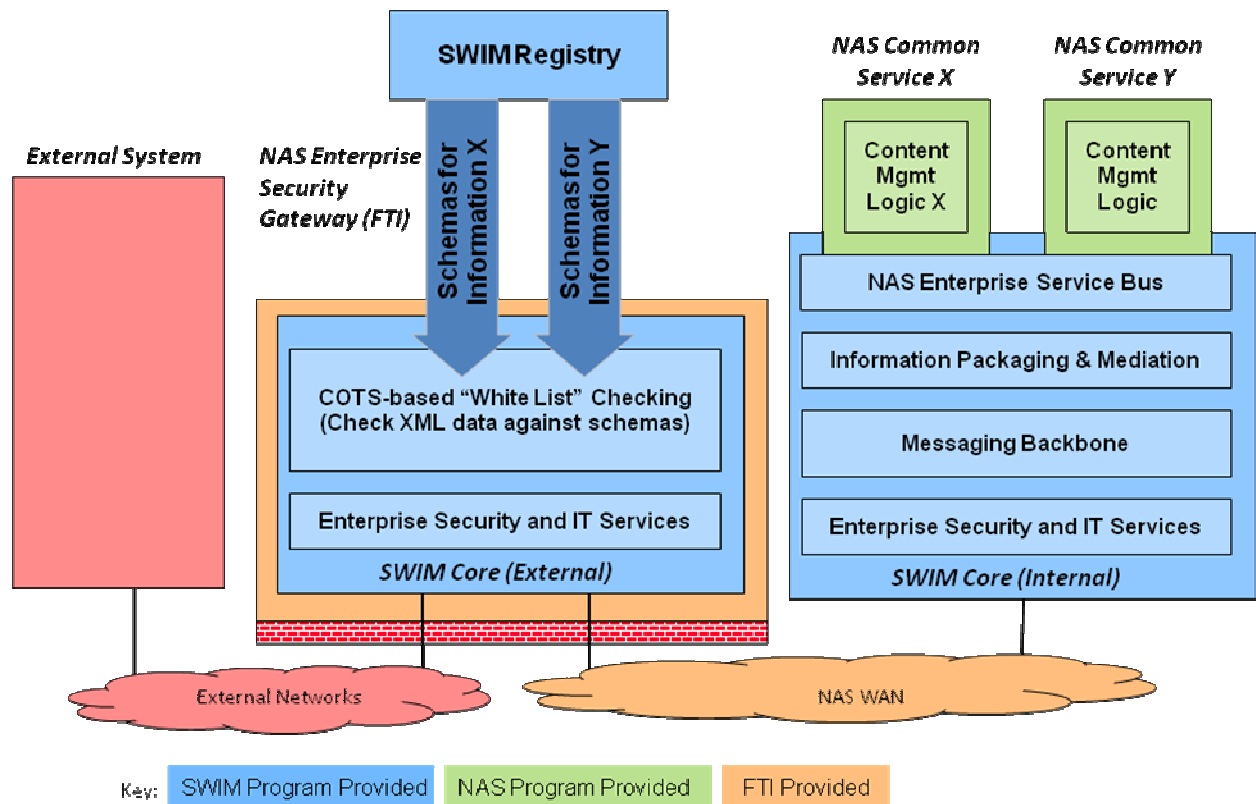 SWIM Registry
NAS Common
Service X
NAS Common
Service Y
External System
NAS Enterprise
Security
Gateway (FTI)
Schemas for
Information X
Schemas for
Information Y
Content
Mgmt
Logic X
Content
Mgmt
Logic
NAS Enterprise Service Bus
Information Packaging & Mediation
Messaging Backbone
Enterprise Security and IT Services
SWIM Core (Internal)
COTS-based “White List” Checking
(Check XML data against schemas)
Enterprise Security and IT Services
SWIM Core (External)
External Networks
NAS WAN
Key: SWIM Program Provided NAS Program Provided FTI Provided